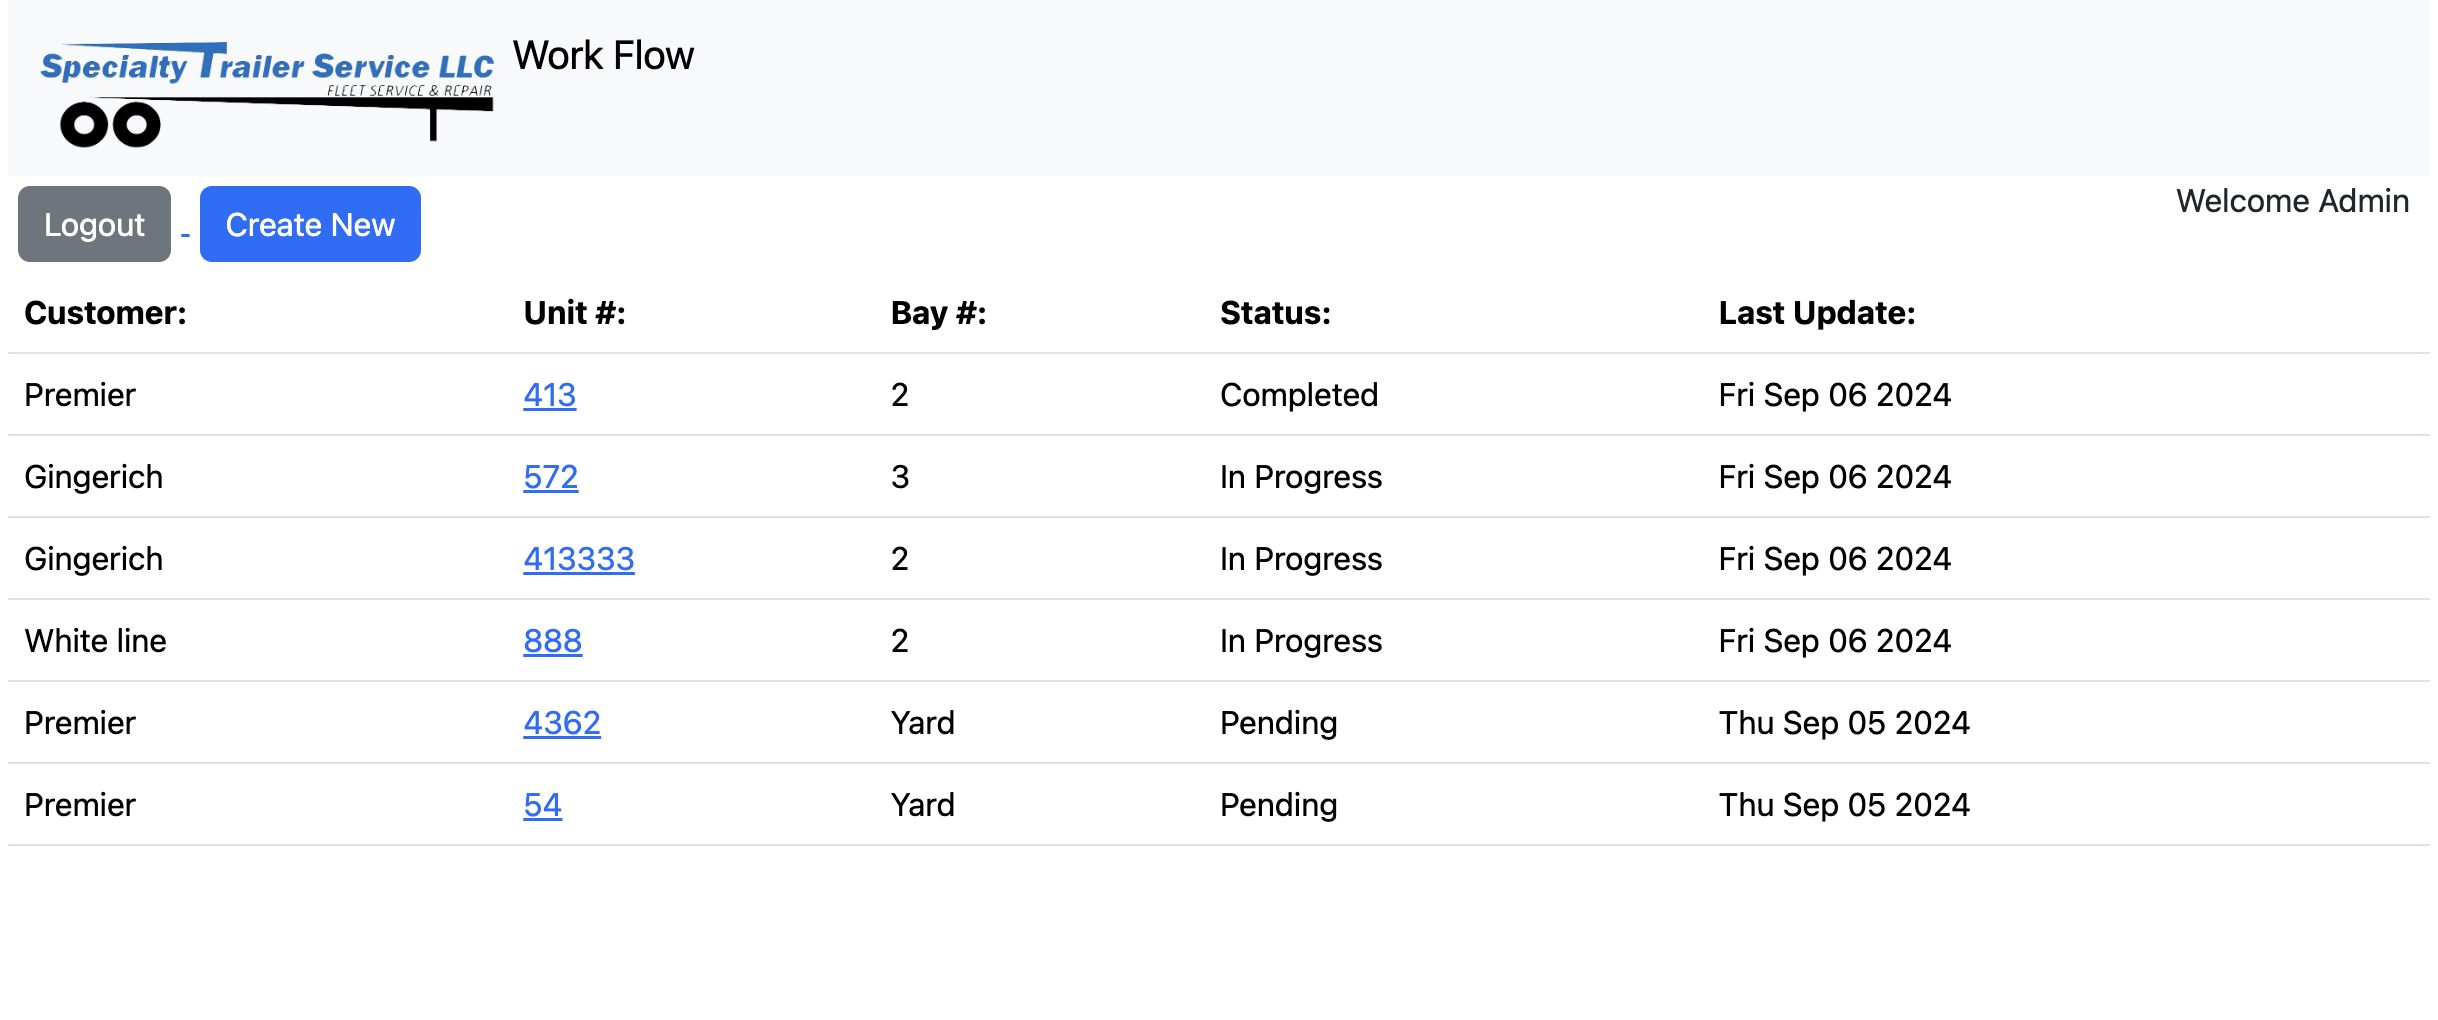 Specialty Trailer Service LLC
FLEET SERVICE & REPAIR
Work Flow
Logout - Create New
Welcome Admin
Customer: Unit #: Bay #: Status: Last Update:
Premier 413 2 Completed Fri Sep 06 2024
Gingerich 572 3 In Progress Fri Sep 06 2024
Gingerich 413333 2 In Progress Fri Sep 06 2024
White line 888 2 In Progress Fri Sep 06 2024
Premier 4362 Yard Pending Thu Sep 05 2024
Premier 54 Yard Pending Thu Sep 05 2024